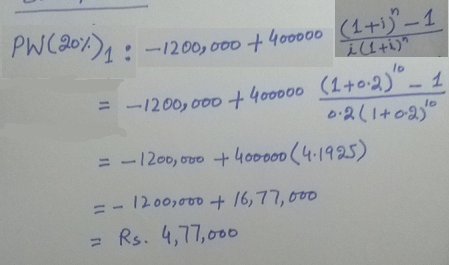 PW(20%)₁ : -1200,000 + 400000 (1+i)ⁿ - 1 / i(1+i)ⁿ
= -1200,000 + 400000 (1+0.2)¹⁰ - 1 / 0.2(1+0.2)¹⁰
= -1200,000 + 400000 (4.1925)
= - 1200,000 + 16,77,000
= Rs. 4,77,000